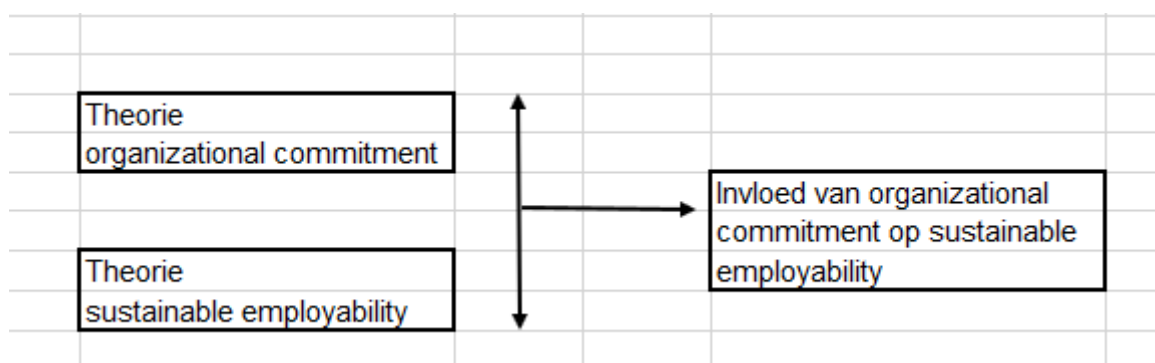 Theorie
organizational commitment
Theorie
sustainable employability
Invloed van organizational
commitment op sustainable
employability